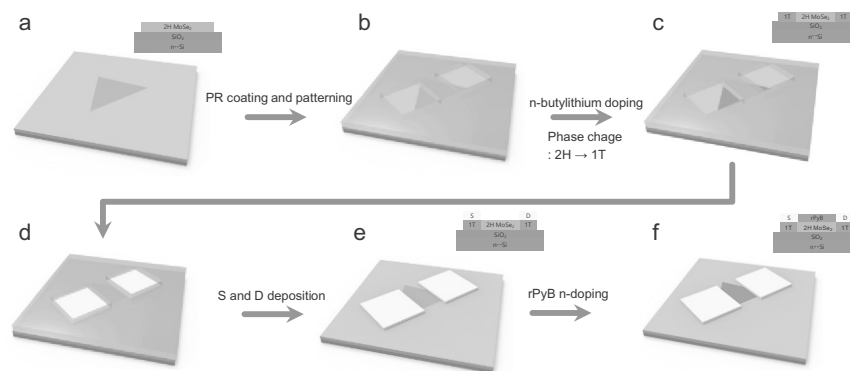 a
2H MoSe₂
SiO₂
n⁺⁺Si
PR coating and patterning
b
n-butylithium doping
Phase chage
: 2H → 1T
c
1T 2H MoSe₂ 1T
SiO₂
n⁺⁺Si
d
S and D deposition
e
S D
1T 2H MoSe₂ 1T
SiO₂
n⁺⁺Si
rPyB n-doping
f
S rPyB D
1T 2H MoSe₂ 1T
SiO₂
n⁺⁺Si